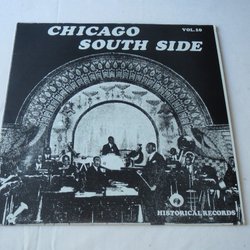 CHICAGO
VOL. 10
SOUTH SIDE
HISTORICAL RECORDS